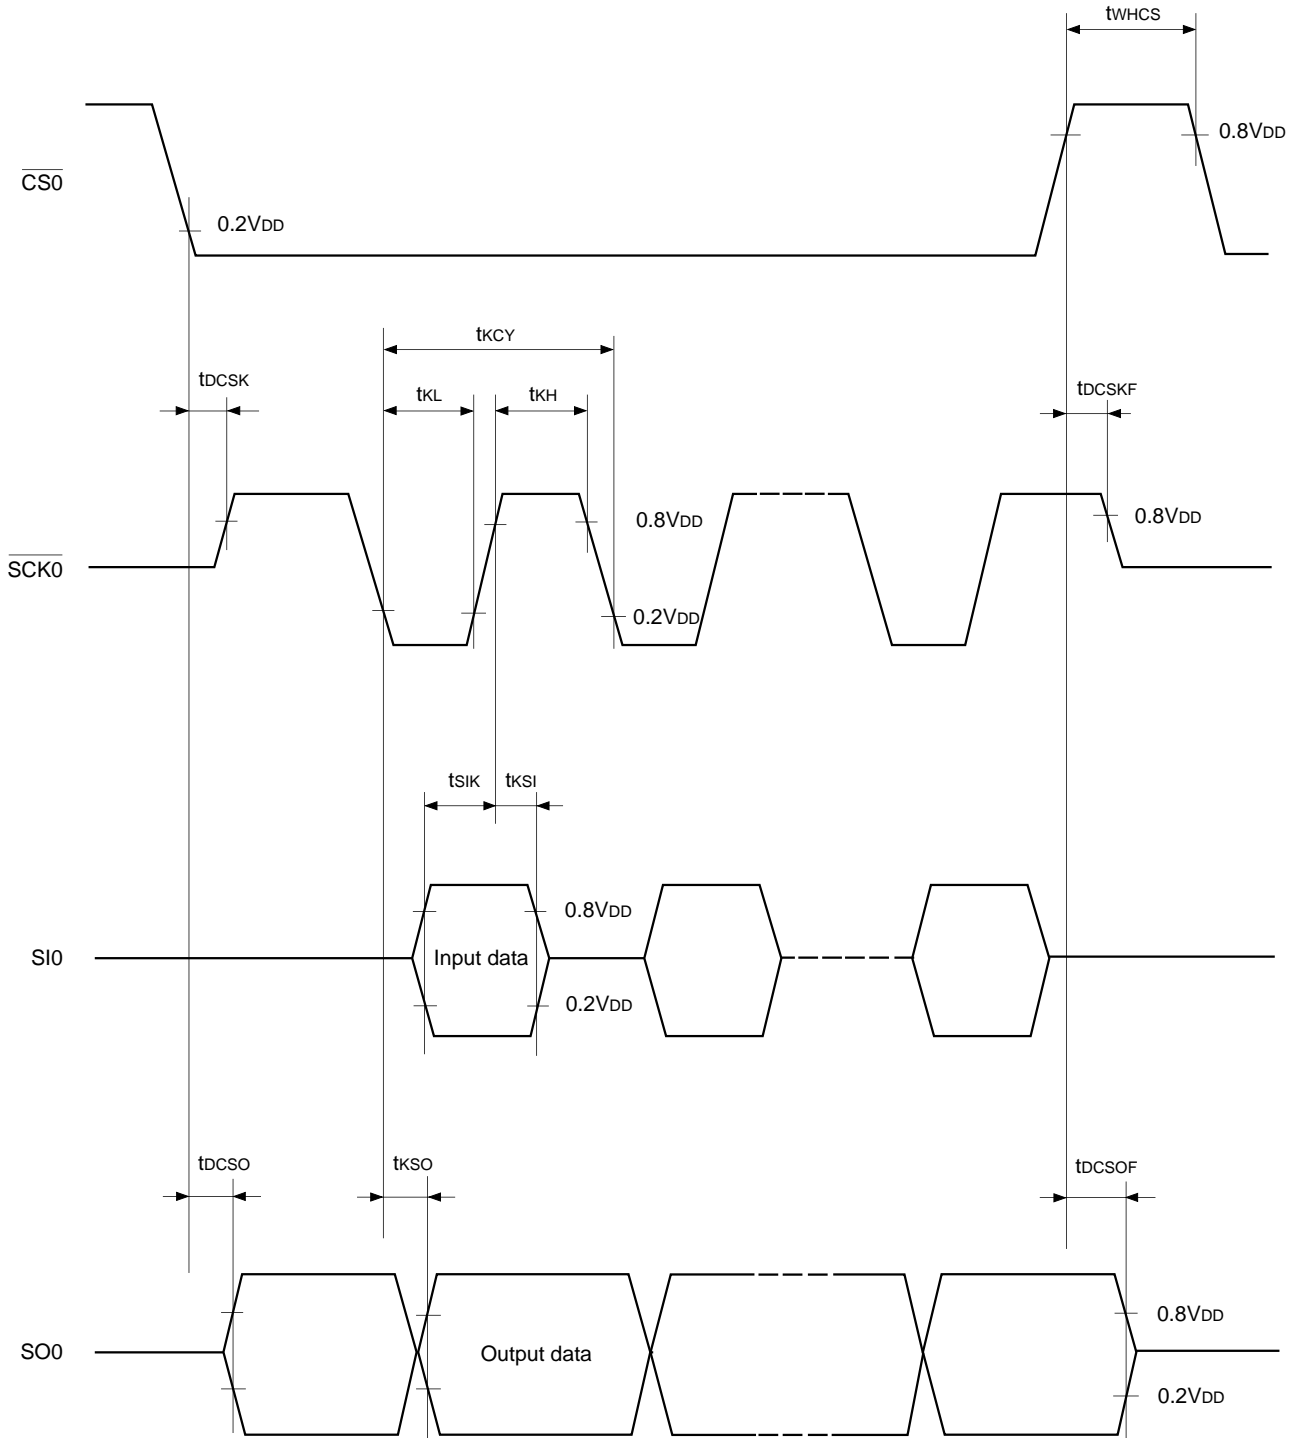 tWHCS
0.8VDD
CS0
0.2VDD
tKCY
tDCSK
tKL
tKH
tDCSKF
0.8VDD
0.8VDD
SCK0
0.2VDD
tSIK
tKSI
0.8VDD
SI0
Input data
0.2VDD
tDCSO
tKSO
tDCSOF
0.8VDD
SO0
Output data
0.2VDD